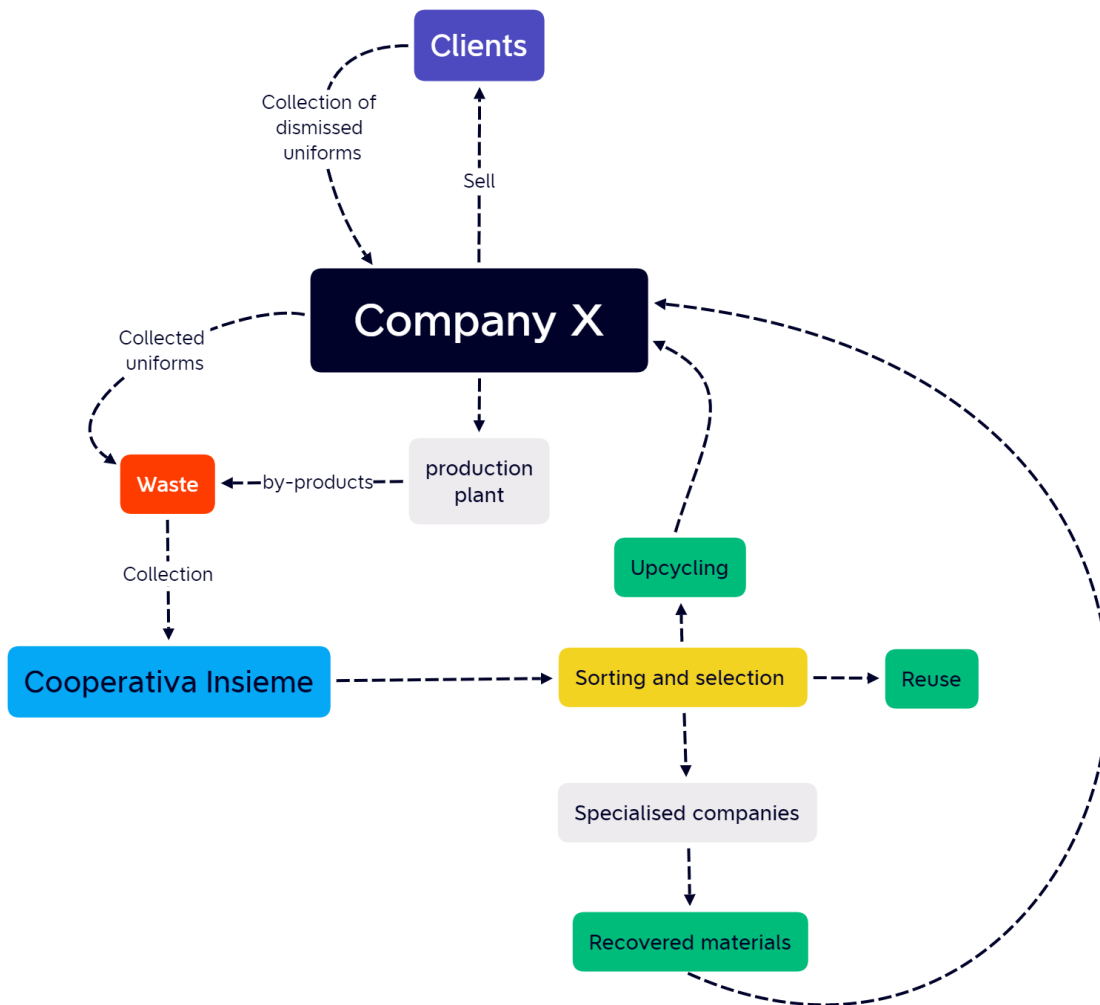 Clients
Collection of
dismissed
uniforms
Sell
Company X
Collected
uniforms
production
plant
by-products
Waste
Upcycling
Collection
Cooperativa Insieme
Sorting and selection
Reuse
Specialised companies
Recovered materials